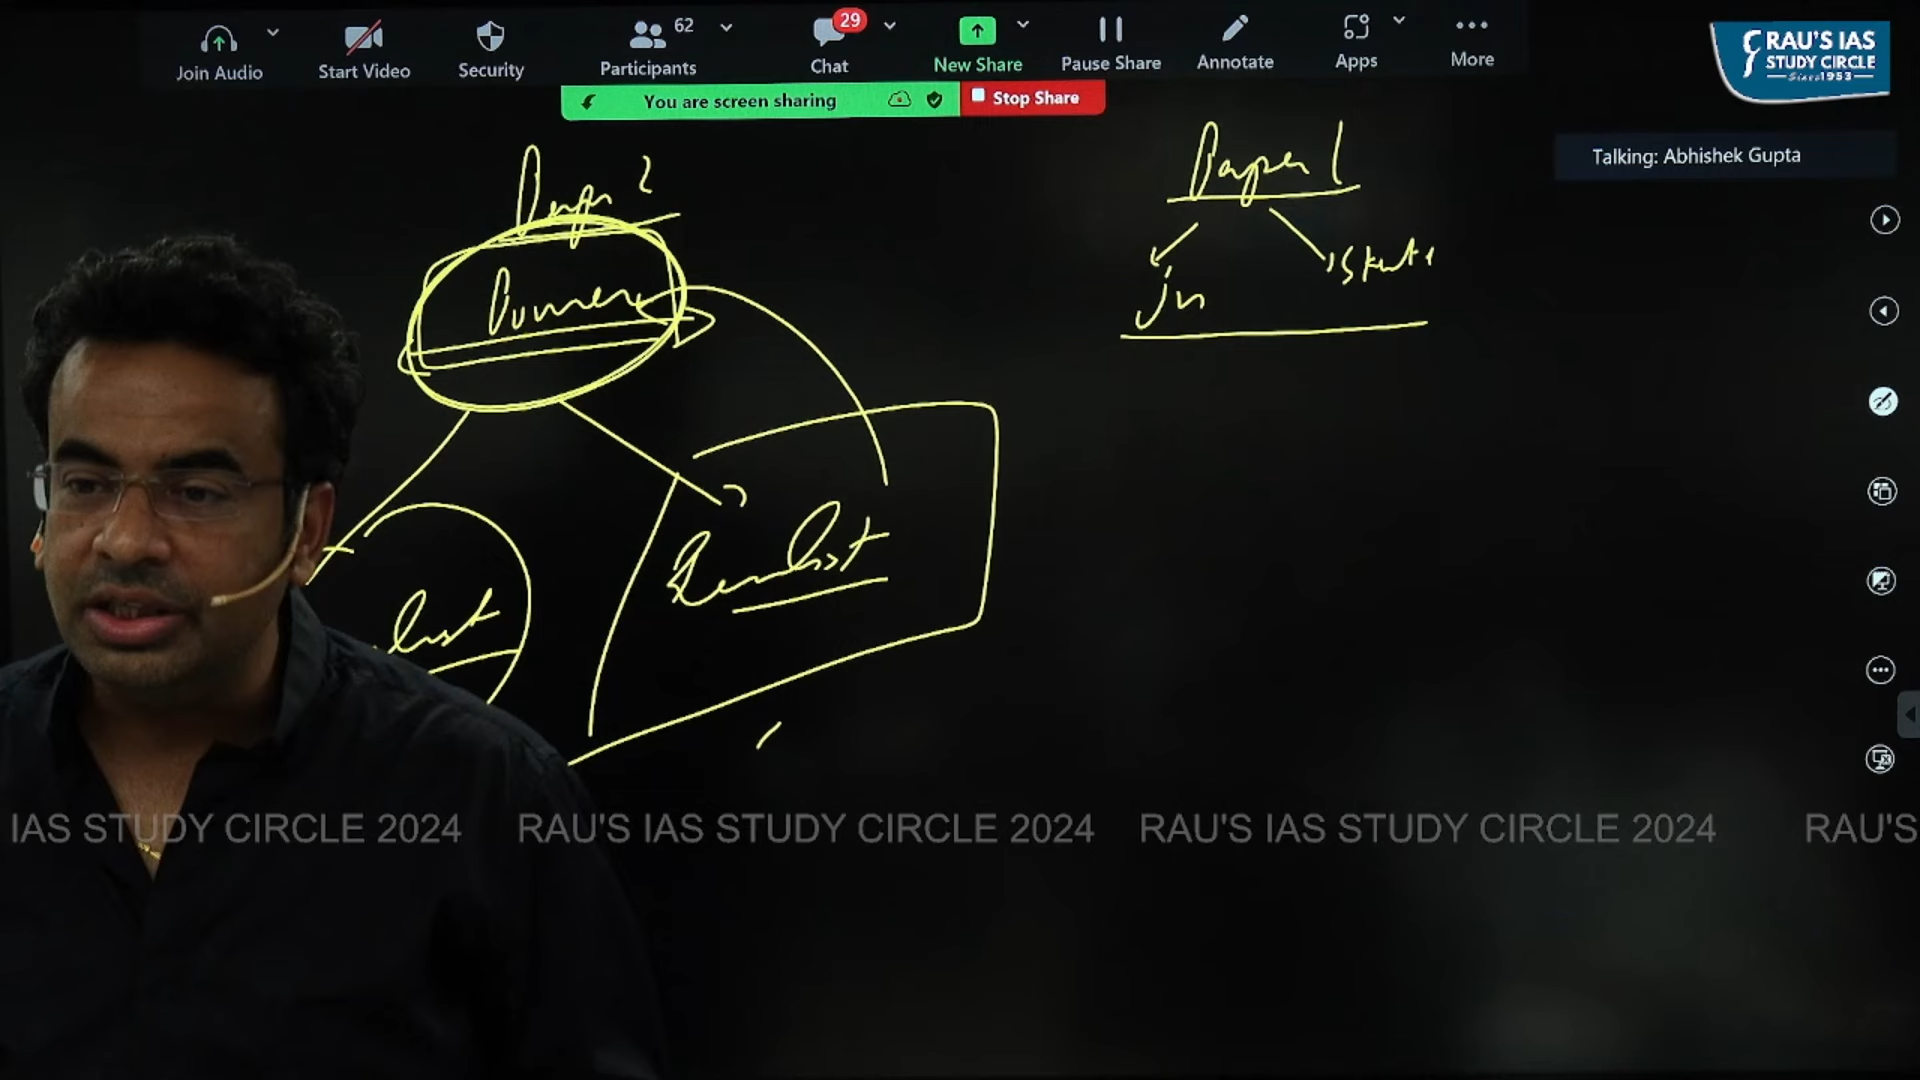 62
29
Join Audio
Start Video
Security
Participants
Chat
New Share
Pause Share
Annotate
Apps
More
You are screen sharing
Stop Share
RAU'S IAS
STUDY CIRCLE
Since 1953
Talking: Abhishek Gupta
Paper 2
Paper 1
IAS STUDY CIRCLE 2024 RAU'S IAS STUDY CIRCLE 2024 RAU'S IAS STUDY CIRCLE 2024 RAU'S